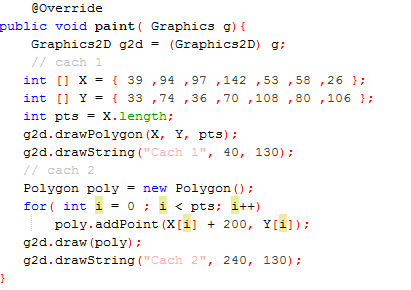 @Override
public void paint( Graphics g){
Graphics2D g2d = (Graphics2D) g;
// cach 1
int [] X = { 39 ,94 ,97 ,142 ,53 ,58 ,26 };
int [] Y = { 33 ,74 ,36 ,70 ,108 ,80 ,106 };
int pts = X.length;
g2d.drawPolygon(X, Y, pts);
g2d.drawString("Cach 1", 40, 130);
// cach 2
Polygon poly = new Polygon();
for( int i = 0 ; i < pts; i++)
poly.addPoint(X[i] + 200, Y[i]);
g2d.draw(poly);
g2d.drawString("Cach 2", 240, 130);
}